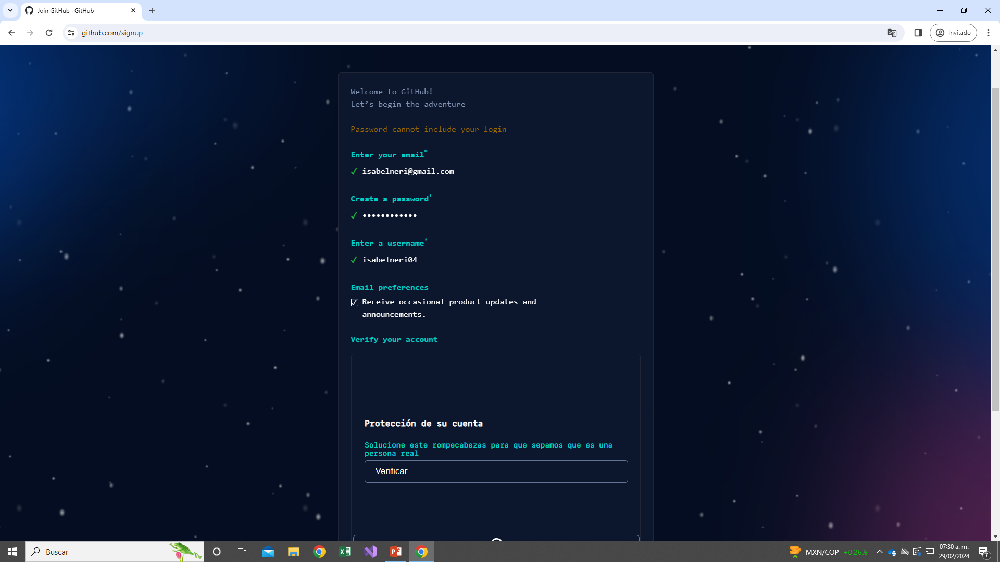 Join GitHub · GitHub
github.com/signup
Invitado
Welcome to GitHub!
Let’s begin the adventure
Password cannot include your login
Enter your email*
✓ isabelneri@gmail.com
Create a password*
✓ ••••••••••••
Enter a username*
✓ isabelneri04
Email preferences
Receive occasional product updates and
announcements.
Verify your account
Protección de su cuenta
Solucione este rompecabezas para que sepamos que es una
persona real
Verificar
Buscar
MXN/COP +0.26%
07:30 a. m.
29/02/2024
7